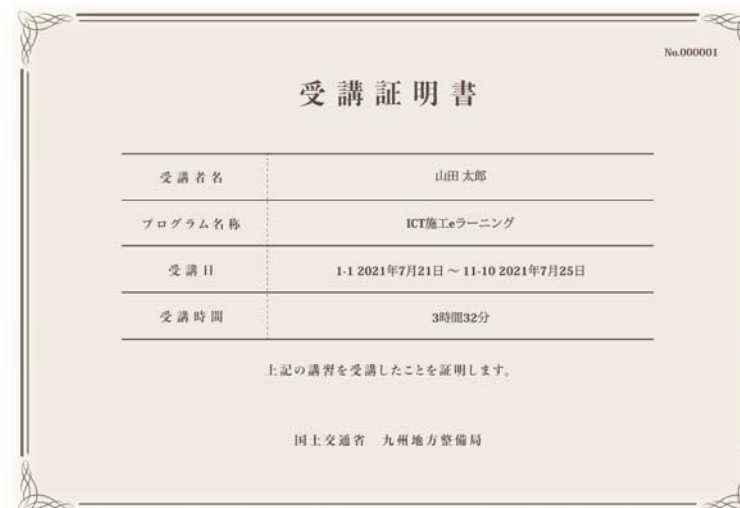 No.000001
受講証明書
受講者名 山田 太郎
プログラム名称 ICT施工eラーニング
受講日 1-1 2021年7月21日 ～ 11-10 2021年7月25日
受講時間 3時間32分
上記の講習を受講したことを証明します。
国土交通省　九州地方整備局